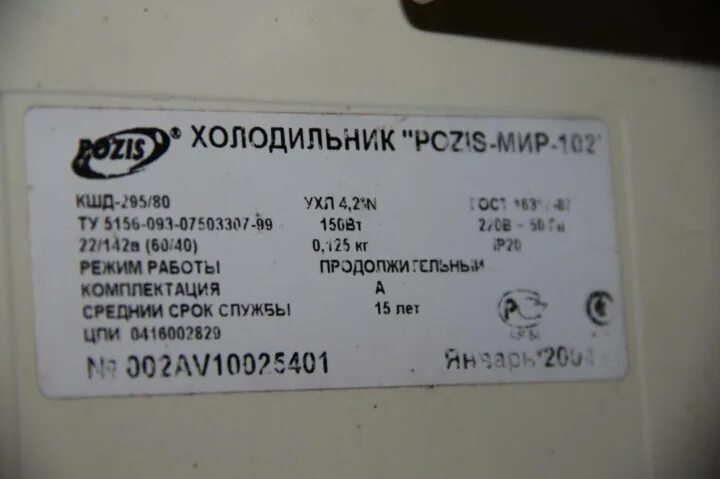 POZIS® ХОЛОДИЛЬНИК "POZIS-МИР-102"
КШД-295/80 УХЛ 4,2*N ГОСТ
ТУ 5156-093-07503307-99 150Вт 220В ~ 50 Гц
22/142в (60/40) 0,125 кг IP20
РЕЖИМ РАБОТЫ ПРОДОЛЖИТЕЛЬНЫЙ
КОМПЛЕКТАЦИЯ А
СРЕДНИЙ СРОК СЛУЖБЫ 15 лет
ЦПИ 0416002829
№ 002AV10025401 Январь'2004